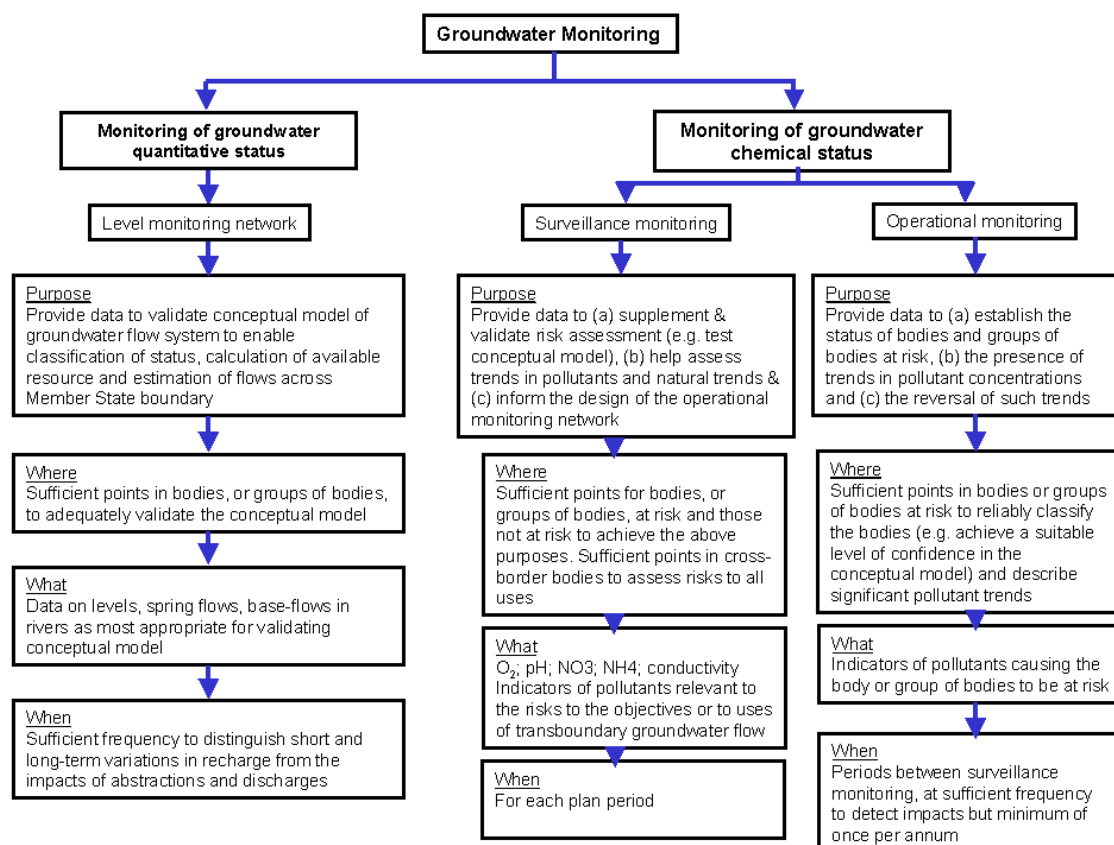 Groundwater Monitoring
Monitoring of groundwater
quantitative status
Level monitoring network
Purpose
Provide data to validate conceptual model of
groundwater flow system to enable
classification of status, calculation of available
resource and estimation of flows across
Member State boundary
Where
Sufficient points in bodies, or groups of bodies,
to adequately validate the conceptual model
What
Data on levels, spring flows, base-flows in
rivers as most appropriate for validating
conceptual model
When
Sufficient frequency to distinguish short and
long-term variations in recharge from the
impacts of abstractions and discharges
Monitoring of groundwater
chemical status
Surveillance monitoring
Purpose
Provide data to (a) supplement &
validate risk assessment (e.g. test
conceptual model), (b) help assess
trends in pollutants and natural trends &
(c) inform the design of the operational
monitoring network
Where
Sufficient points for bodies, or
groups of bodies, at risk and those
not at risk to achieve the above
purposes. Sufficient points in cross-
border bodies to assess risks to all
uses
What
O₂; pH; NO3; NH4; conductivity
Indicators of pollutants relevant to
the risks to the objectives or to uses
of transboundary groundwater flow
When
For each plan period
Operational monitoring
Purpose
Provide data to (a) establish the
status of bodies and groups of
bodies at risk, (b) the presence of
trends in pollutant concentrations
and (c) the reversal of such trends
Where
Sufficient points in bodies or groups
of bodies at risk to reliably classify
the bodies (e.g. achieve a suitable
level of confidence in the
conceptual model) and describe
significant pollutant trends
What
Indicators of pollutants causing the
body or group of bodies to be at risk
When
Periods between surveillance
monitoring, at sufficient frequency
to detect impacts but minimum of
once per annum